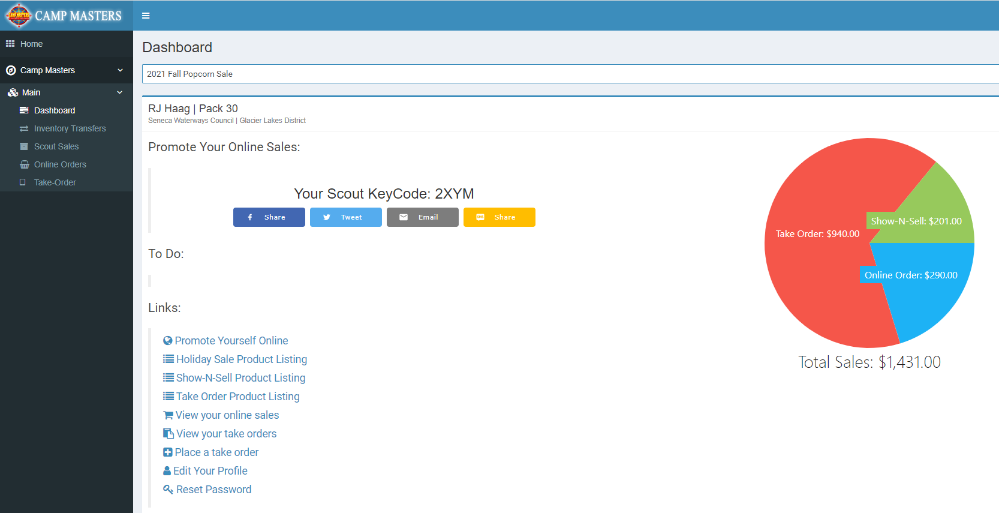 CAMP MASTERS
Home
Camp Masters
Main
Dashboard
Inventory Transfers
Scout Sales
Online Orders
Take-Order
Dashboard
2021 Fall Popcorn Sale
RJ Haag | Pack 30
Seneca Waterways Council | Glacier Lakes District
Promote Your Online Sales:
Your Scout KeyCode: 2XYM
Share
Tweet
Email
SMS
Share
To Do:
Links:
Promote Yourself Online
Holiday Sale Product Listing
Show-N-Sell Product Listing
Take Order Product Listing
View your online sales
View your take orders
Place a take order
Edit Your Profile
Reset Password
Show-N-Sell: $201.00
Take Order: $940.00
Online Order: $290.00
Total Sales: $1,431.00